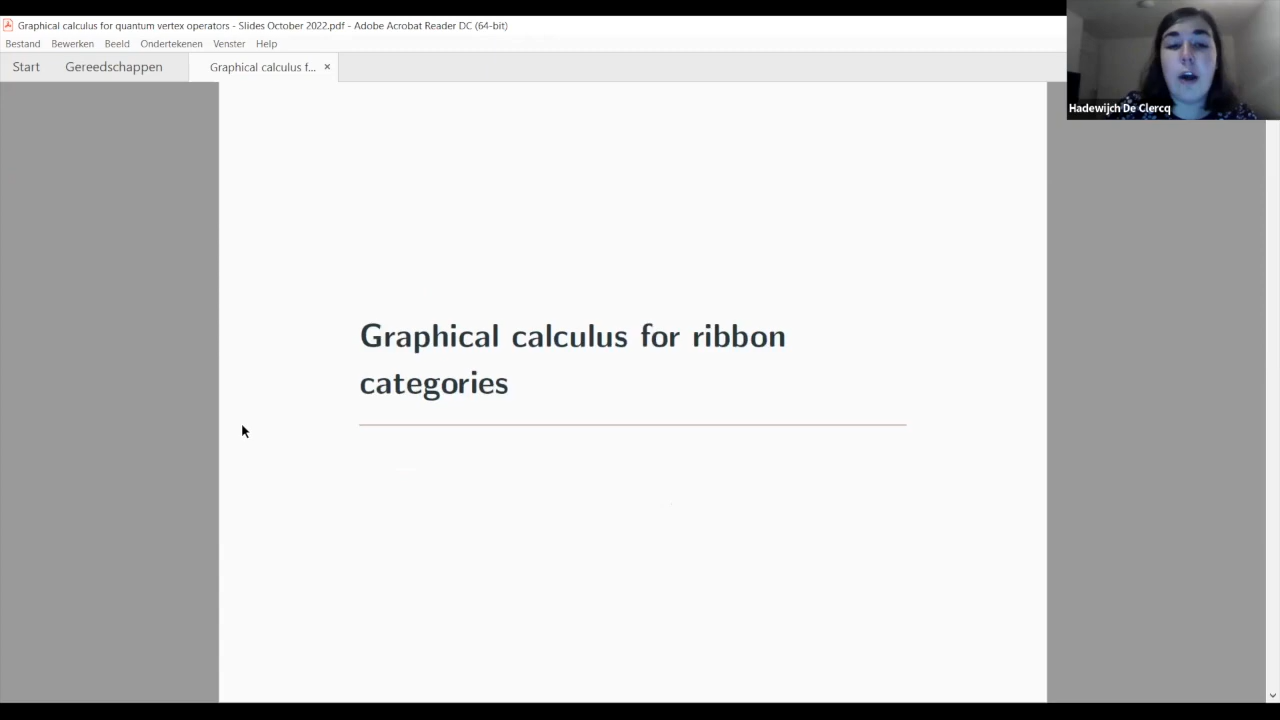 Graphical calculus for quantum vertex operators - Slides October 2022.pdf - Adobe Acrobat Reader DC (64-bit)
Bestand Bewerken Beeld Ondertekenen Venster Help
Start Gereedschappen Graphical calculus f... ×
Hadewijch De Clercq
Graphical calculus for ribbon
categories